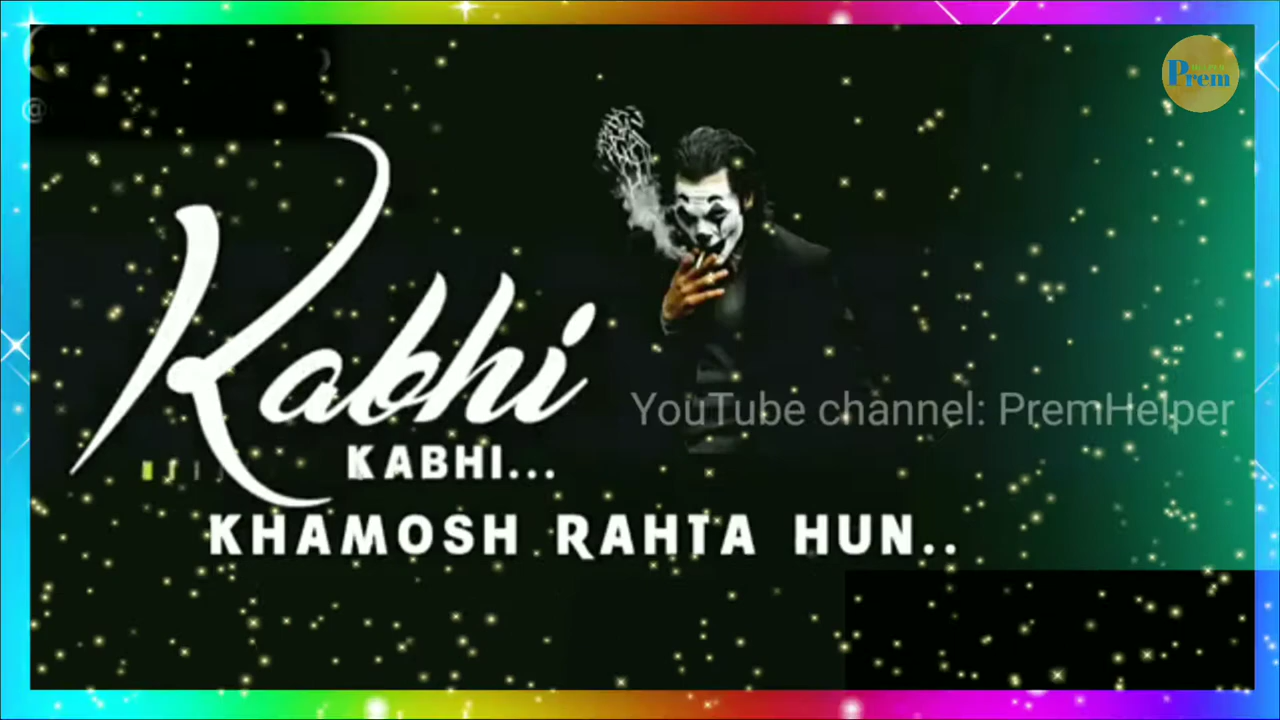 Prem
@
Kabhi
KABHI...
YouTube channel: PremHelper
KHAMOSH RAHTA HUN..